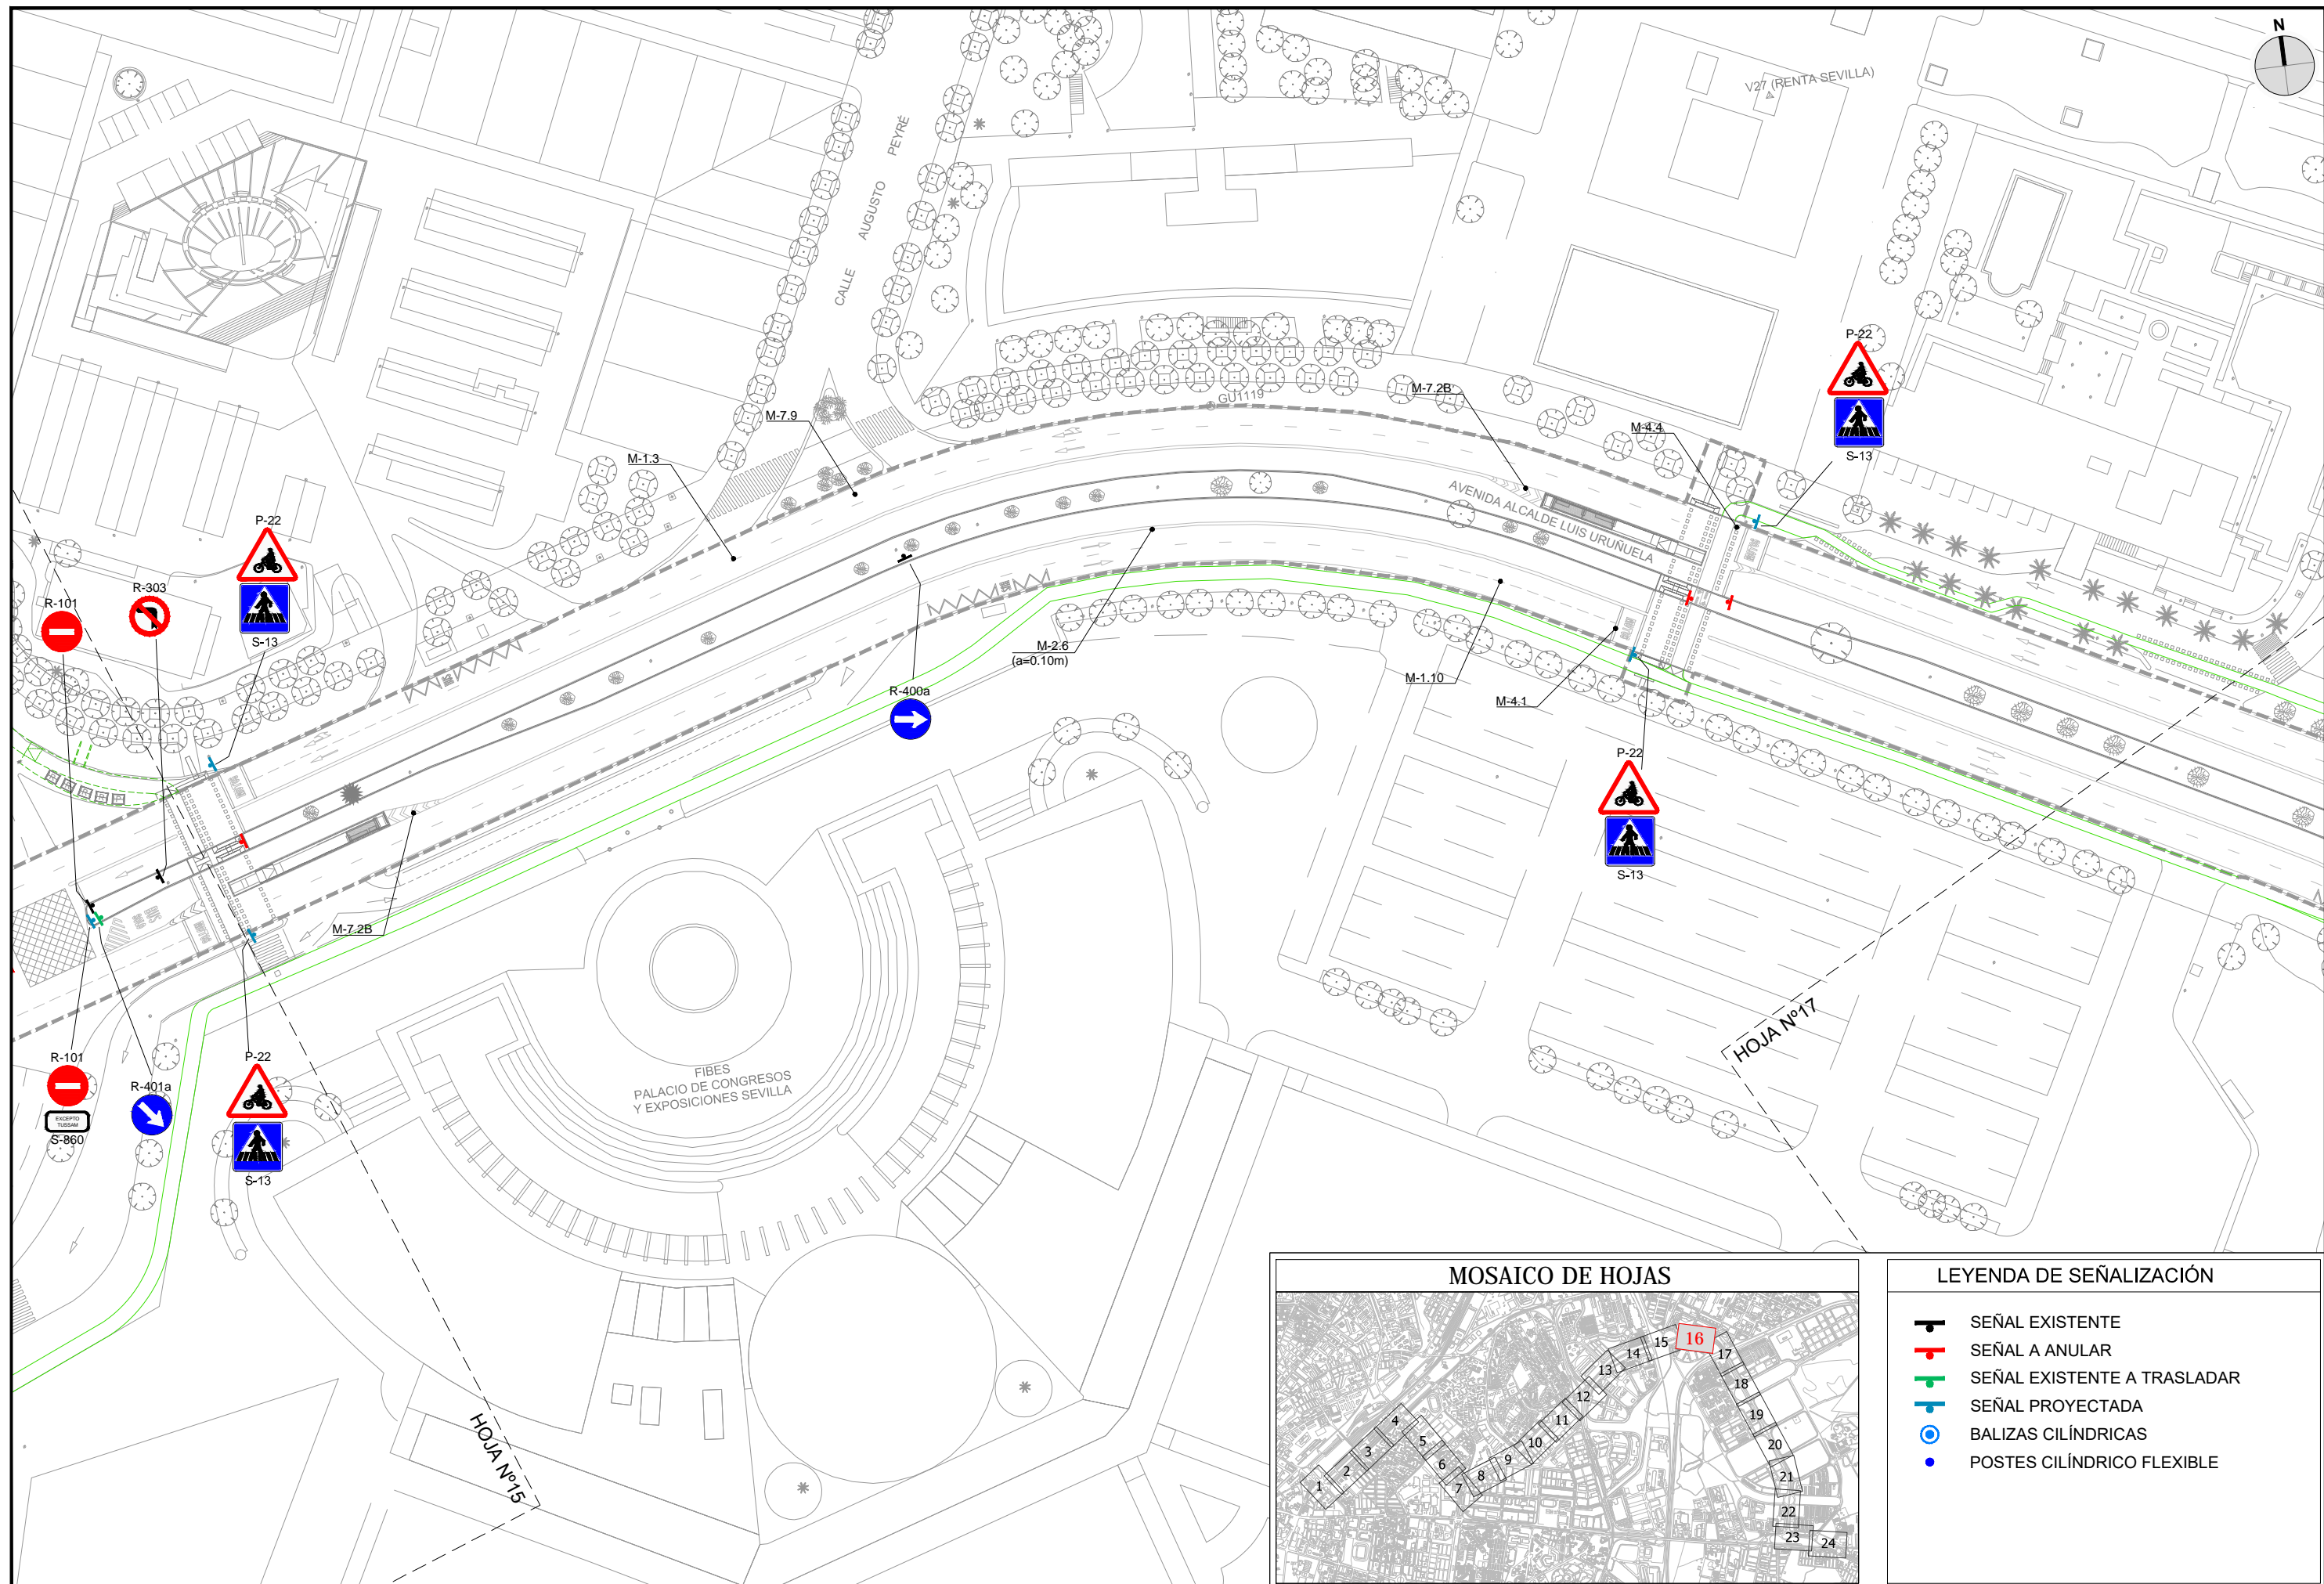 N
V27 (RENTA SEVILLA)
CALLE AUGUSTO PEYRÉ
P-22
S-13
M-7.2B
GU1119
M-7.9
M-4.4
M-1.3
AVENIDA ALCALDE LUIS URUÑUELA
P-22
S-13
R-303
R-101
M-2.6
(a=0.10m)
M-1.10
M-4.1
R-400a
P-22
S-13
M-7.2B
HOJA Nº17
R-101
EXCEPTO
TUSSAM
S-860
R-401a
P-22
S-13
FIBES
PALACIO DE CONGRESOS
Y EXPOSICIONES SEVILLA
HOJA Nº15
MOSAICO DE HOJAS
1
2
3
4
5
6
7
8
9
10
11
12
13
14
15
16
17
18
19
20
21
22
23
24
LEYENDA DE SEÑALIZACIÓN
SEÑAL EXISTENTE
SEÑAL A ANULAR
SEÑAL EXISTENTE A TRASLADAR
SEÑAL PROYECTADA
BALIZAS CILÍNDRICAS
POSTES CILÍNDRICO FLEXIBLE